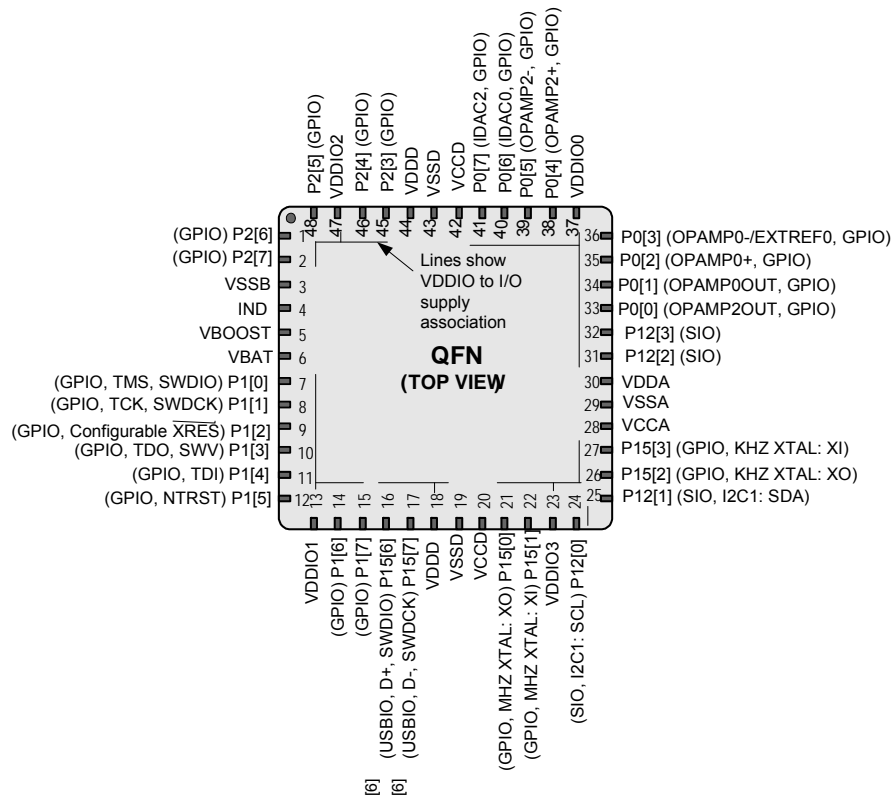 P2[5] (GPIO)
VDDIO2
P2[4] (GPIO)
P2[3] (GPIO)
VDDD
VSSD
VCCD
P0[7] (IDAC2, GPIO)
P0[6] (IDAC0, GPIO)
P0[5] (OPAMP2-, GPIO)
P0[4] (OPAMP2+, GPIO)
VDDIO0
48
47
46
45
44
43
42
41
40
39
38
37
(GPIO) P2[6] 1
(GPIO) P2[7] 2
VSSB 3
IND 4
VBOOST 5
VBAT 6
(GPIO, TMS, SWDIO) P1[0] 7
(GPIO, TCK, SWDCK) P1[1] 8
(GPIO, Configurable XRES) P1[2] 9
(GPIO, TDO, SWV) P1[3] 10
(GPIO, TDI) P1[4] 11
(GPIO, NTRST) P1[5] 12
Lines show
VDDIO to I/O
supply
association
QFN
(TOP VIEW)
36 P0[3] (OPAMP0-/EXTREF0, GPIO)
35 P0[2] (OPAMP0+, GPIO)
34 P0[1] (OPAMP0OUT, GPIO)
33 P0[0] (OPAMP2OUT, GPIO)
32 P12[3] (SIO)
31 P12[2] (SIO)
30 VDDA
29 VSSA
28 VCCA
27 P15[3] (GPIO, KHZ XTAL: XI)
26 P15[2] (GPIO, KHZ XTAL: XO)
25 P12[1] (SIO, I2C1: SDA)
13
14
15
16
17
18
19
20
21
22
23
24
VDDIO1
(GPIO) P1[6]
(GPIO) P1[7]
(USBIO, D+, SWDIO) P15[6]
(USBIO, D-, SWDCK) P15[7]
VDDD
VSSD
VCCD
(GPIO, MHZ XTAL: XO) P15[0]
(GPIO, MHZ XTAL: XI) P15[1]
VDDIO3
(SIO, I2C1: SCL) P12[0]
[6]
[6]